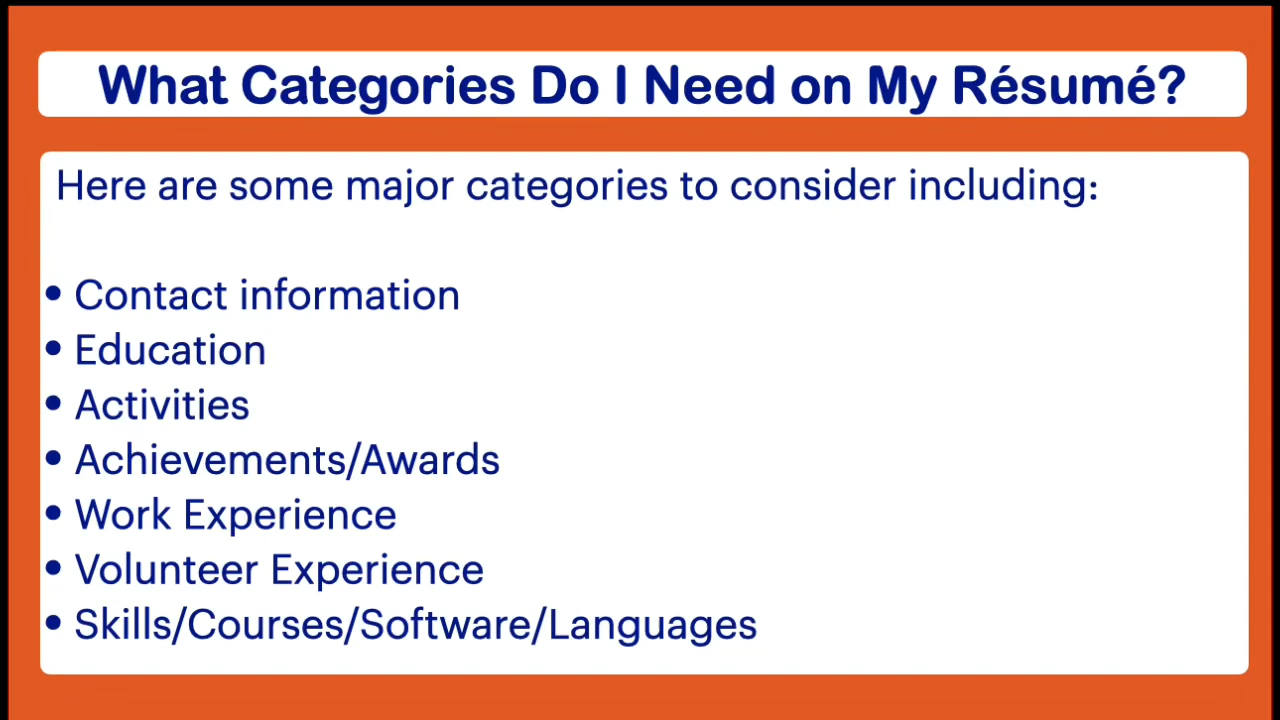 What Categories Do I Need on My Résumé?
Here are some major categories to consider including:
• Contact information
• Education
• Activities
• Achievements/Awards
• Work Experience
• Volunteer Experience
• Skills/Courses/Software/Languages